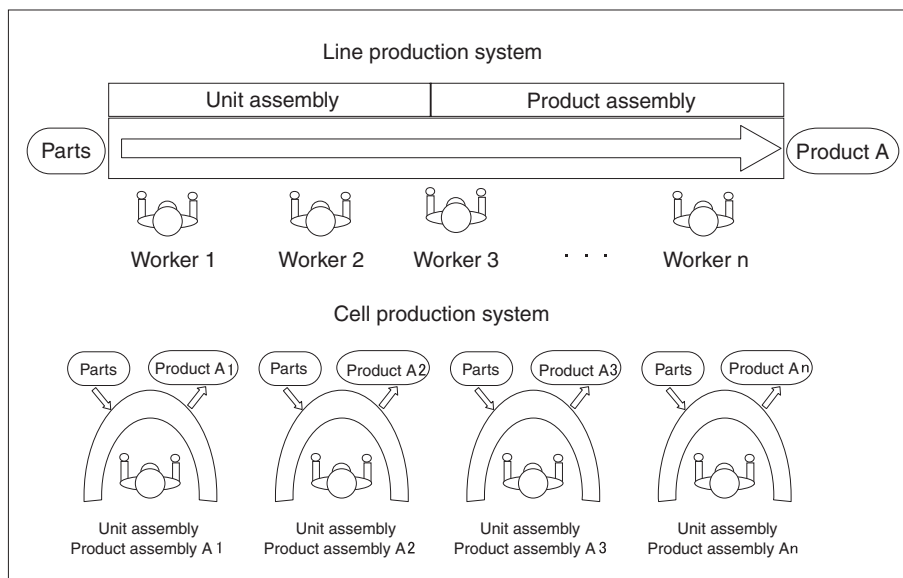 Line production system
Unit assembly Product assembly
Parts Product A
Worker 1 Worker 2 Worker 3 . . . Worker n
Cell production system
Parts Product A1 Parts Product A2 Parts Product A3 Parts Product An
Unit assembly Unit assembly Unit assembly Unit assembly
Product assembly A1 Product assembly A2 Product assembly A3 Product assembly An